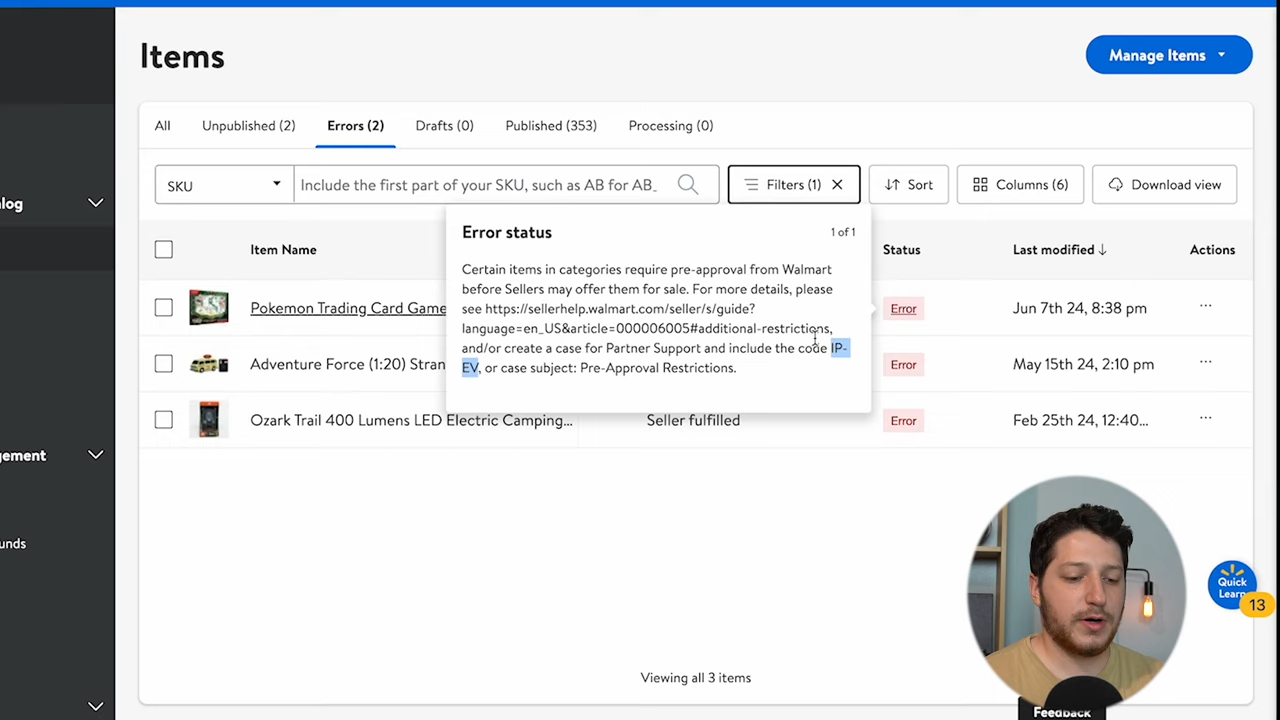 Items
Manage Items
All
Unpublished (2)
Errors (2)
Drafts (0)
Published (353)
Processing (0)
SKU
Include the first part of your SKU, such as AB for AB_
Filters (1)
Sort
Columns (6)
Download view
alog
Error status
1 of 1
Item Name
Status
Last modified
Actions
Certain items in categories require pre-approval from Walmart
before Sellers may offer them for sale. For more details, please
see https://sellerhelp.walmart.com/seller/s/guide?
language=en_US&article=000006005#additional-restrictions,
and/or create a case for Partner Support and include the code IP-
EV, or case subject: Pre-Approval Restrictions.
Pokemon Trading Card Game
Error
Jun 7th 24, 8:38 pm
Adventure Force (1:20) Stran
Error
May 15th 24, 2:10 pm
Ozark Trail 400 Lumens LED Electric Camping...
Seller fulfilled
Error
Feb 25th 24, 12:40...
gement
unds
Quick
Learn
13
Viewing all 3 items
Feedback